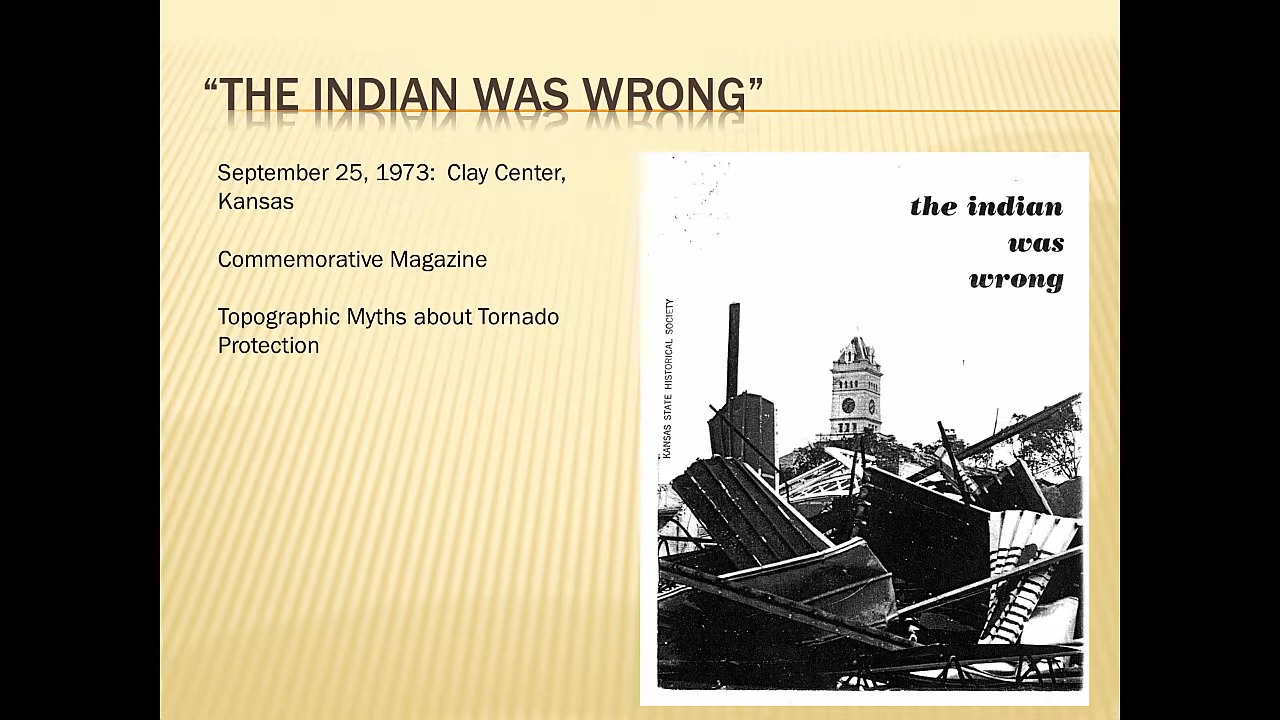 “THE INDIAN WAS WRONG”
September 25, 1973:  Clay Center,
Kansas
Commemorative Magazine
Topographic Myths about Tornado
Protection
the indian
was
wrong
KANSAS STATE HISTORICAL SOCIETY